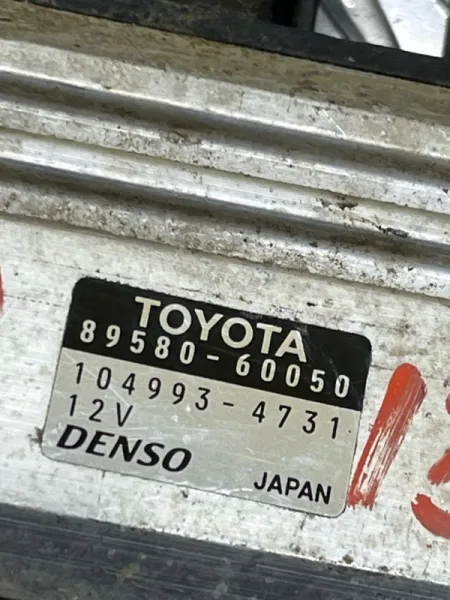 TOYOTA
89580-60050
104993-4731
12V
DENSO
JAPAN